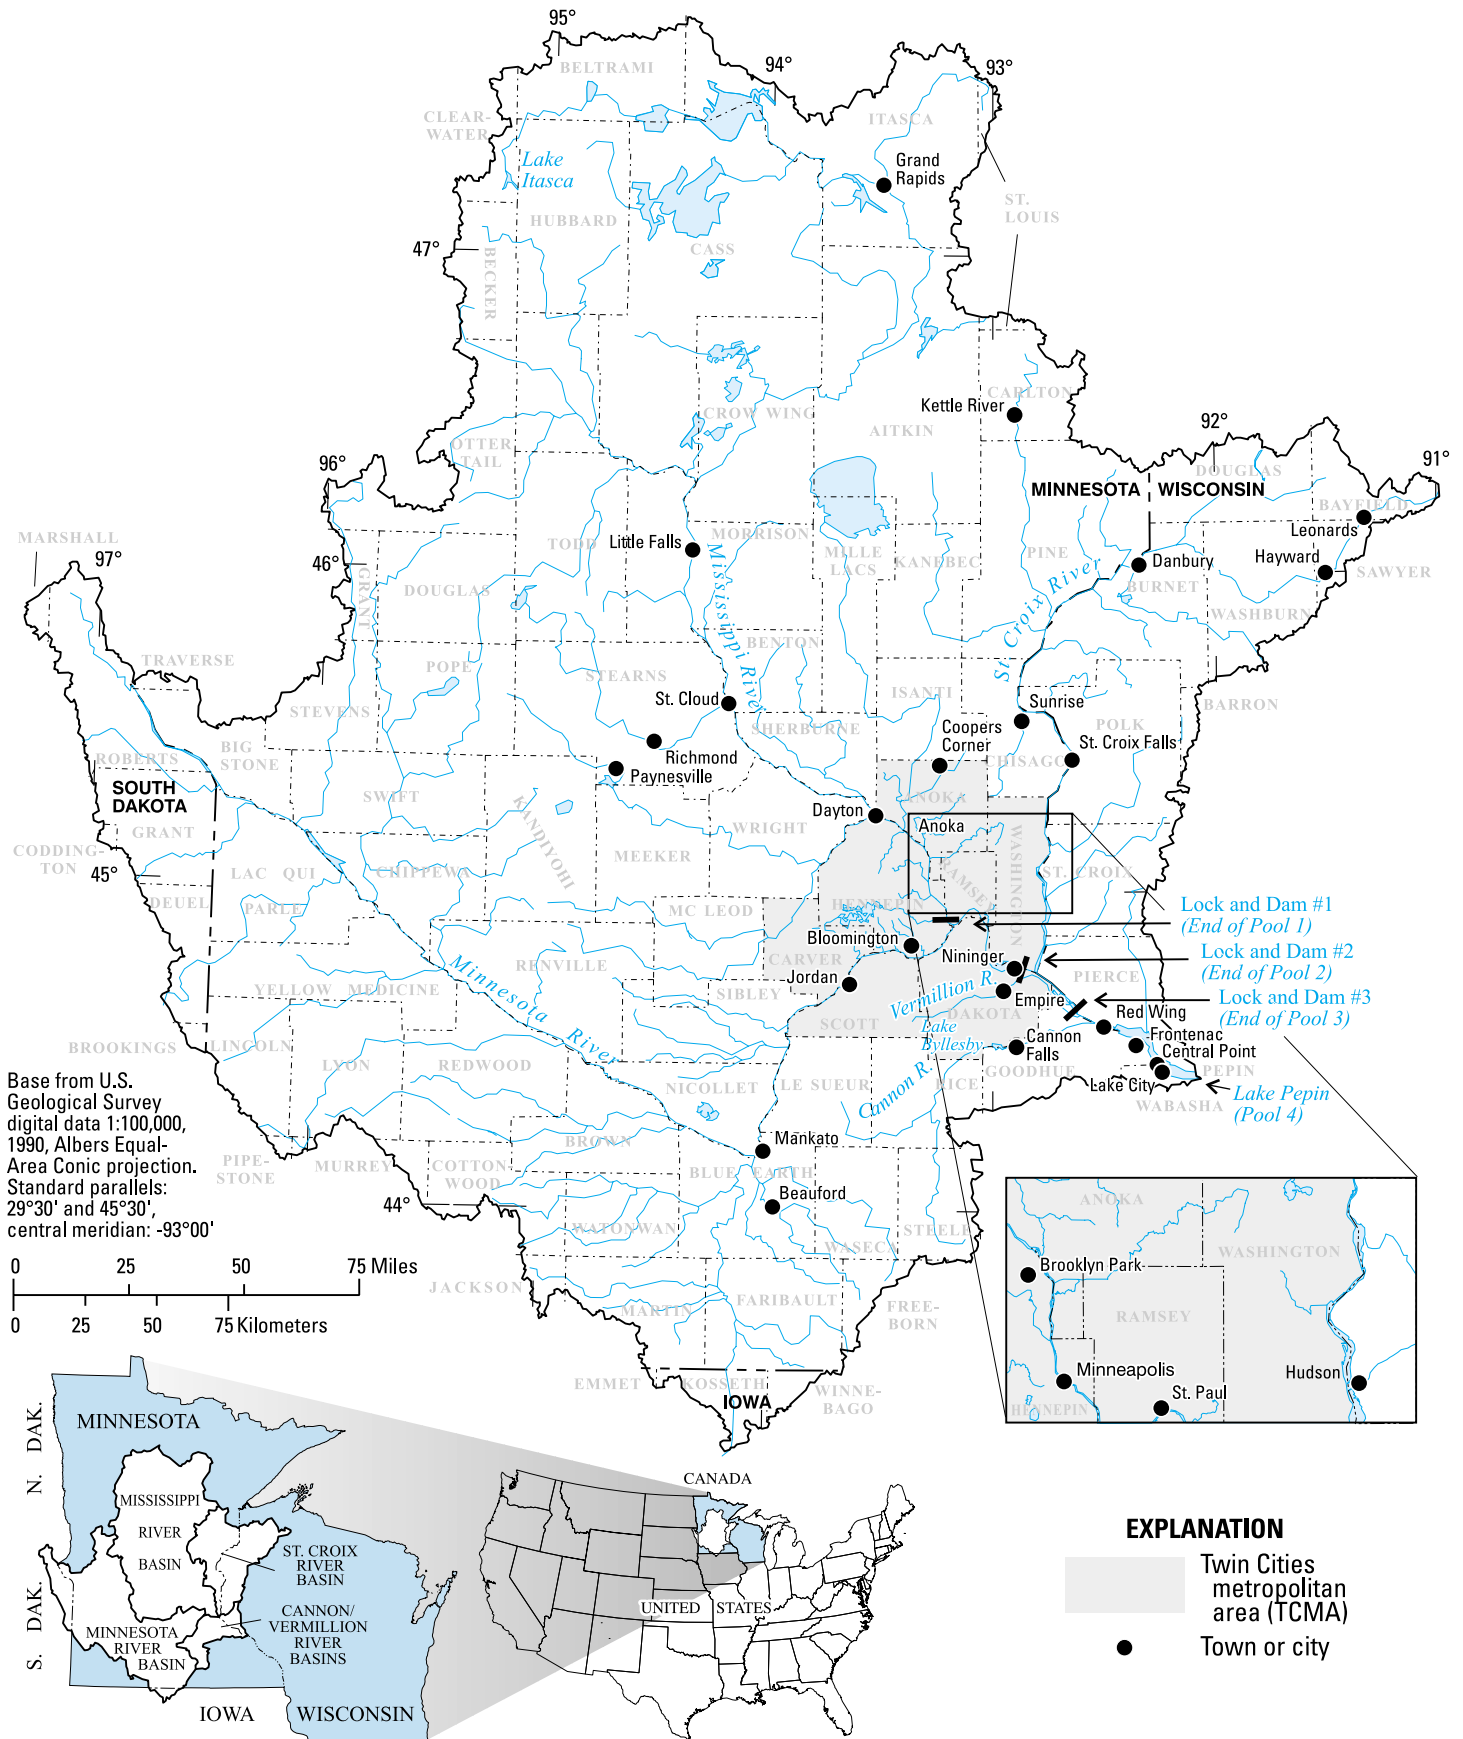 95°
94°
93°
BELTRAMI
CLEAR-
WATER
ITASCA
Lake
Itasca
Grand
Rapids
ST.
LOUIS
HUBBARD
47°
CASS
BECKER
CARLTON
Kettle River
CROW WING
AITKIN
OTTER
TAIL
96°
92°
DOUGLAS
91°
MINNESOTA
WISCONSIN
BAYFIELD
Leonards
MARSHALL
97°
46°
TODD
Little Falls
MORRISON
MILLE
LACS
KANEBEC
PINE
Danbury
Hayward
SAWYER
GRANT
DOUGLAS
Mississippi River
St Croix River
BURNET
WASHBURN
TRAVERSE
POPE
STEARNS
BENTON
ISANTI
Sunrise
BARRON
STEVENS
St. Cloud
SHERBURNE
Coopers
Corner
POLK
St. Croix Falls
ROBERTS
BIG
STONE
Richmond
Paynesville
CHISAGO
SOUTH
DAKOTA
SWIFT
KANDIYOHI
ANOKA
Dayton
Anoka
GRANT
WRIGHT
WASHINGTON
CODDING-
TON
45°
LAC QUI
PARLE
CHIPPEWA
MEEKER
RAMSEY
ST. CROIX
DEUEL
MC LEOD
HENNEPIN
Lock and Dam #1
(End of Pool 1)
Bloomington
Nininger
Lock and Dam #2
(End of Pool 2)
Minnesota River
RENVILLE
CARVER
Jordan
PIERCE
YELLOW MEDICINE
SIBLEY
Vermillion R.
Empire
Lock and Dam #3
(End of Pool 3)
SCOTT
DAKOTA
Red Wing
BROOKINGS
LINCOLN
Lake
Byllesby
Cannon
Falls
Frontenac
Central Point
LYON
REDWOOD
NICOLLET
LE SUEUR
RICE
GOODHUE
PEPIN
Lake City
Cannon R.
WABASHA
Lake Pepin
(Pool 4)
Base from U.S.
Geological Survey
digital data 1:100,000,
1990, Albers Equal-
Area Conic projection.
Standard parallels:
29°30' and 45°30',
central meridian: -93°00'
PIPE-
STONE
MURREY
COTTON-
WOOD
BROWN
Mankato
BLUE EARTH
44°
Beauford
WATONWAN
WASECA
STEELE
0 25 50 75 Miles
0 25 50 75 Kilometers
JACKSON
MARTIN
FARIBAULT
FREE-
BORN
EMMET
KOSSETH
WINNE-
BAGO
IOWA
ANOKA
WASHINGTON
Brooklyn Park
RAMSEY
Minneapolis
St. Paul
Hudson
HENNEPIN
N. DAK.
S. DAK.
MINNESOTA
MISSISSIPPI
RIVER
BASIN
ST. CROIX
RIVER
BASIN
CANNON/
VERMILLION
RIVER
BASINS
MINNESOTA
RIVER
BASIN
IOWA
WISCONSIN
CANADA
UNITED STATES
EXPLANATION
Twin Cities
metropolitan
area (TCMA)
Town or city